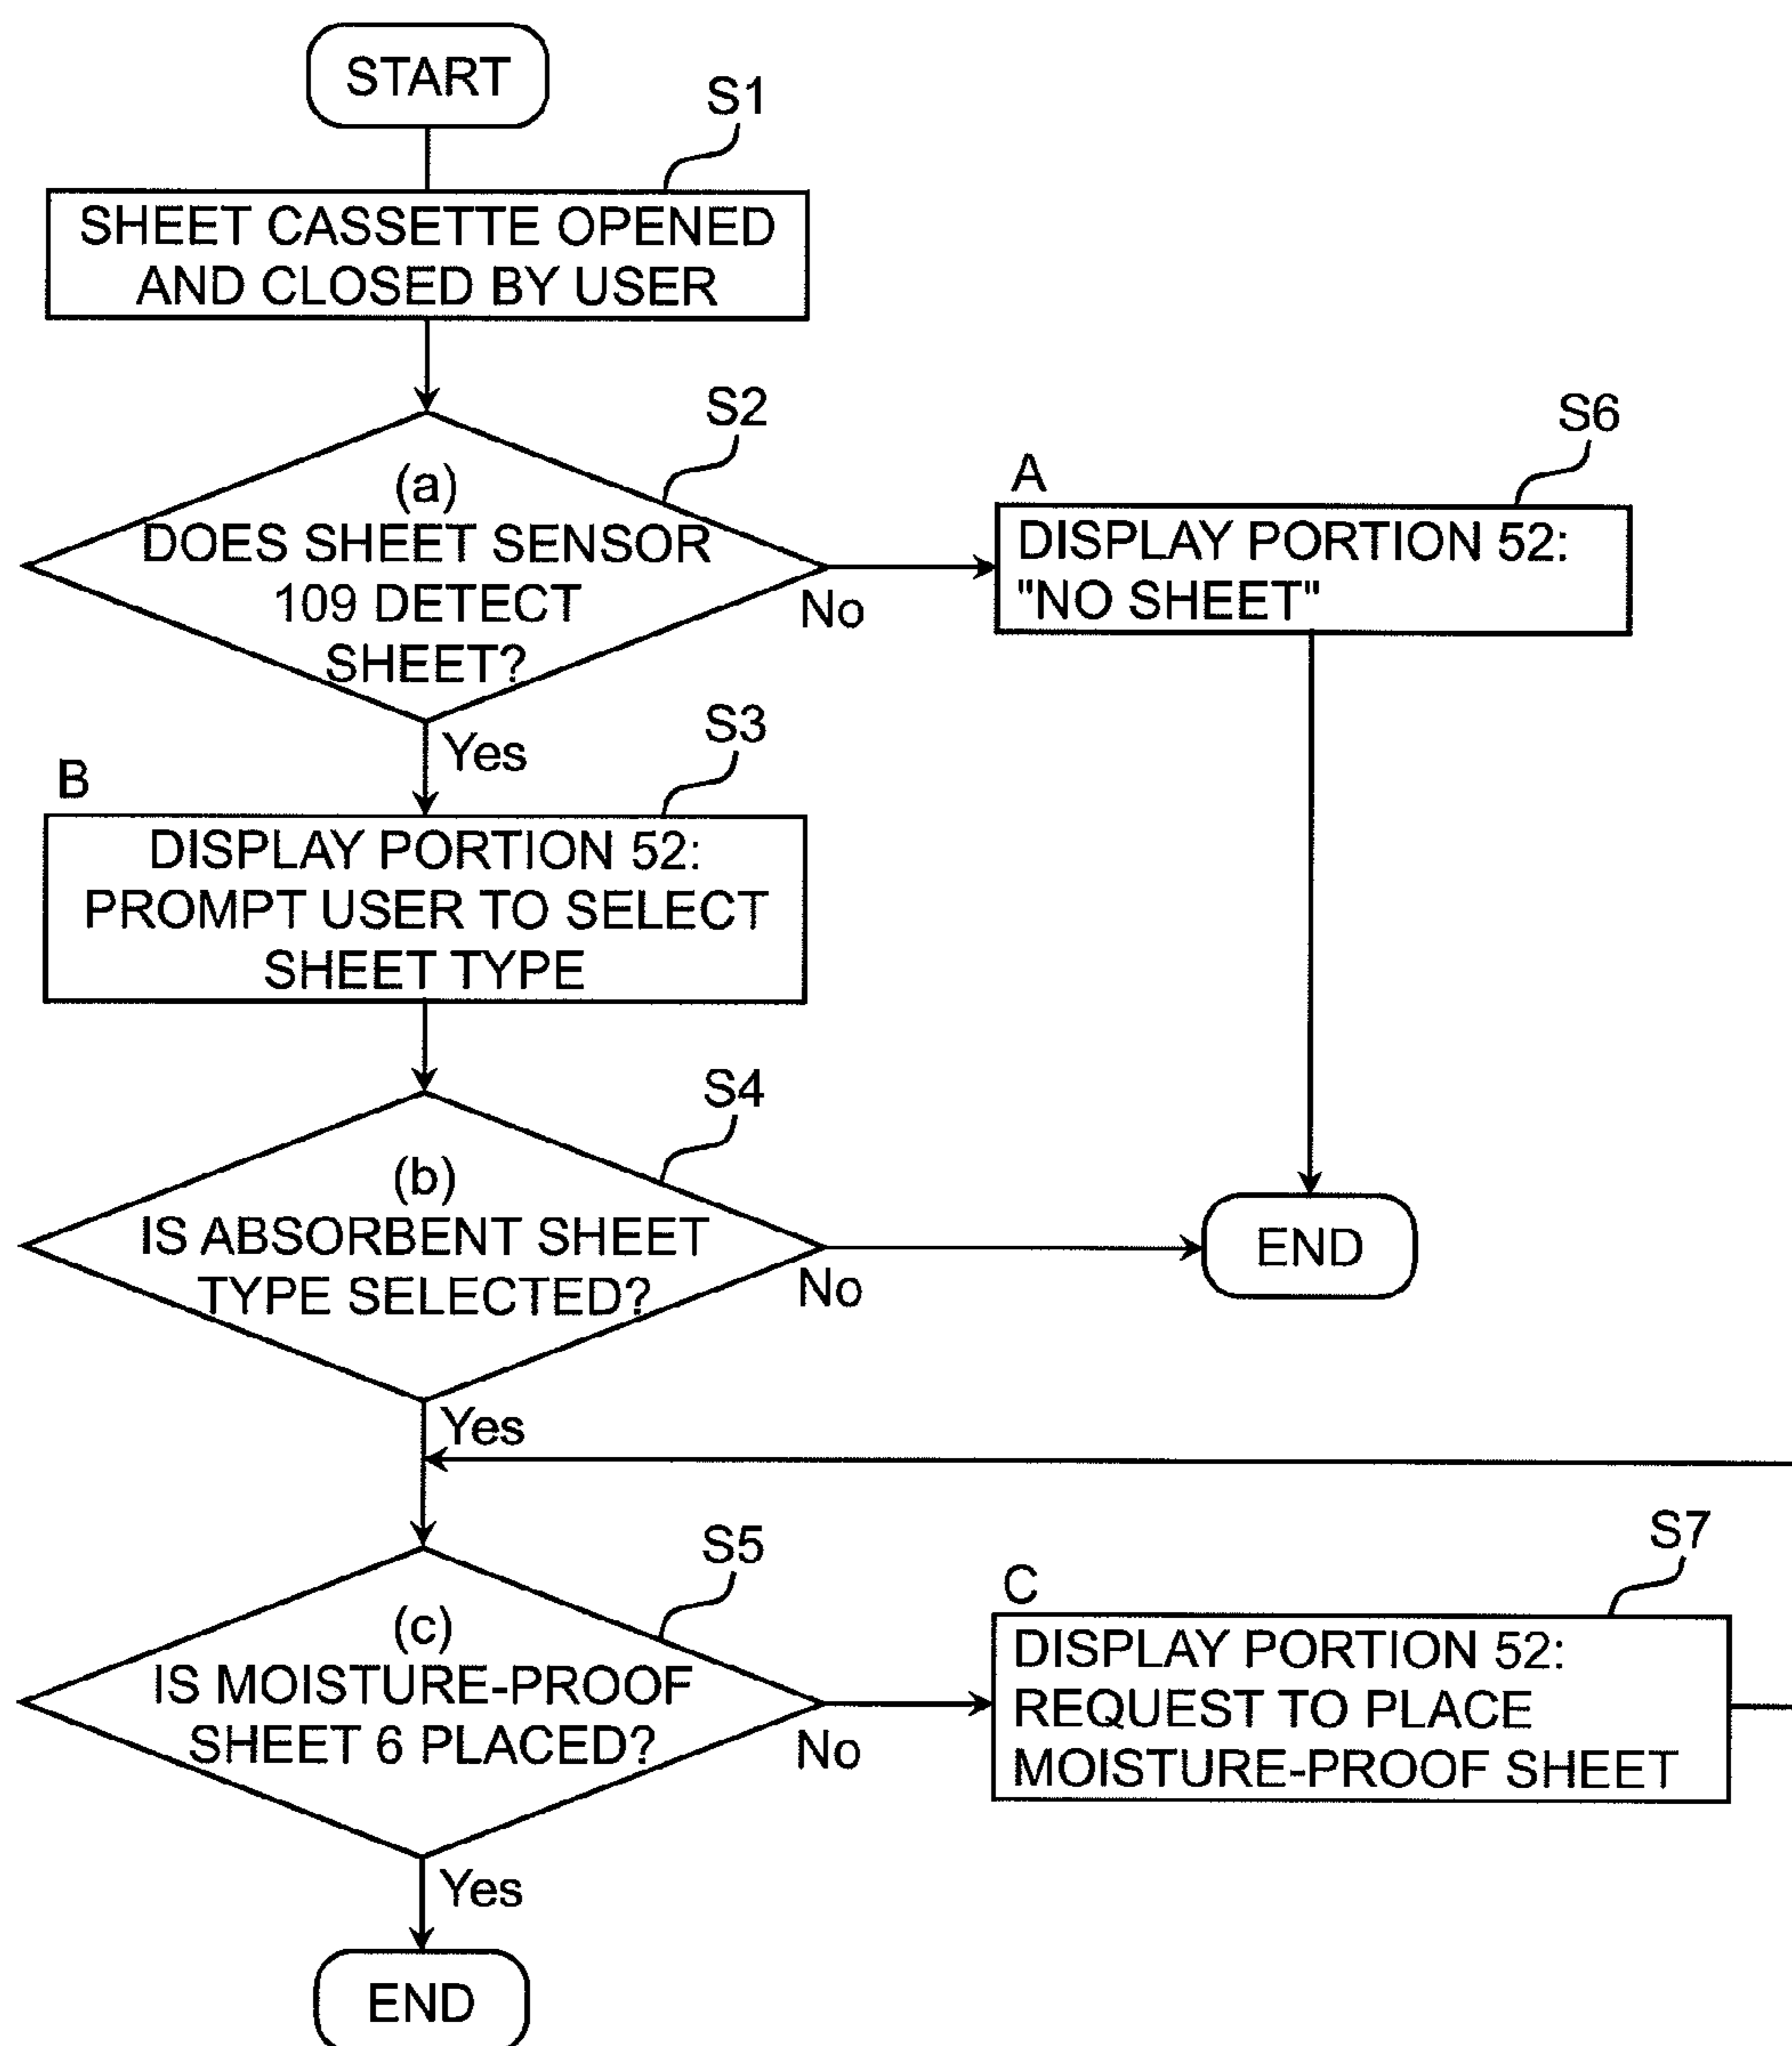 START
S1
SHEET CASSETTE OPENED
AND CLOSED BY USER
S2
(a)
DOES SHEET SENSOR
109 DETECT
SHEET?
No
S6
A
DISPLAY PORTION 52:
"NO SHEET"
Yes
S3
B
DISPLAY PORTION 52:
PROMPT USER TO SELECT
SHEET TYPE
S4
(b)
IS ABSORBENT SHEET
TYPE SELECTED?
No
END
Yes
S5
(c)
IS MOISTURE-PROOF
SHEET 6 PLACED?
No
S7
C
DISPLAY PORTION 52:
REQUEST TO PLACE
MOISTURE-PROOF SHEET
Yes
END